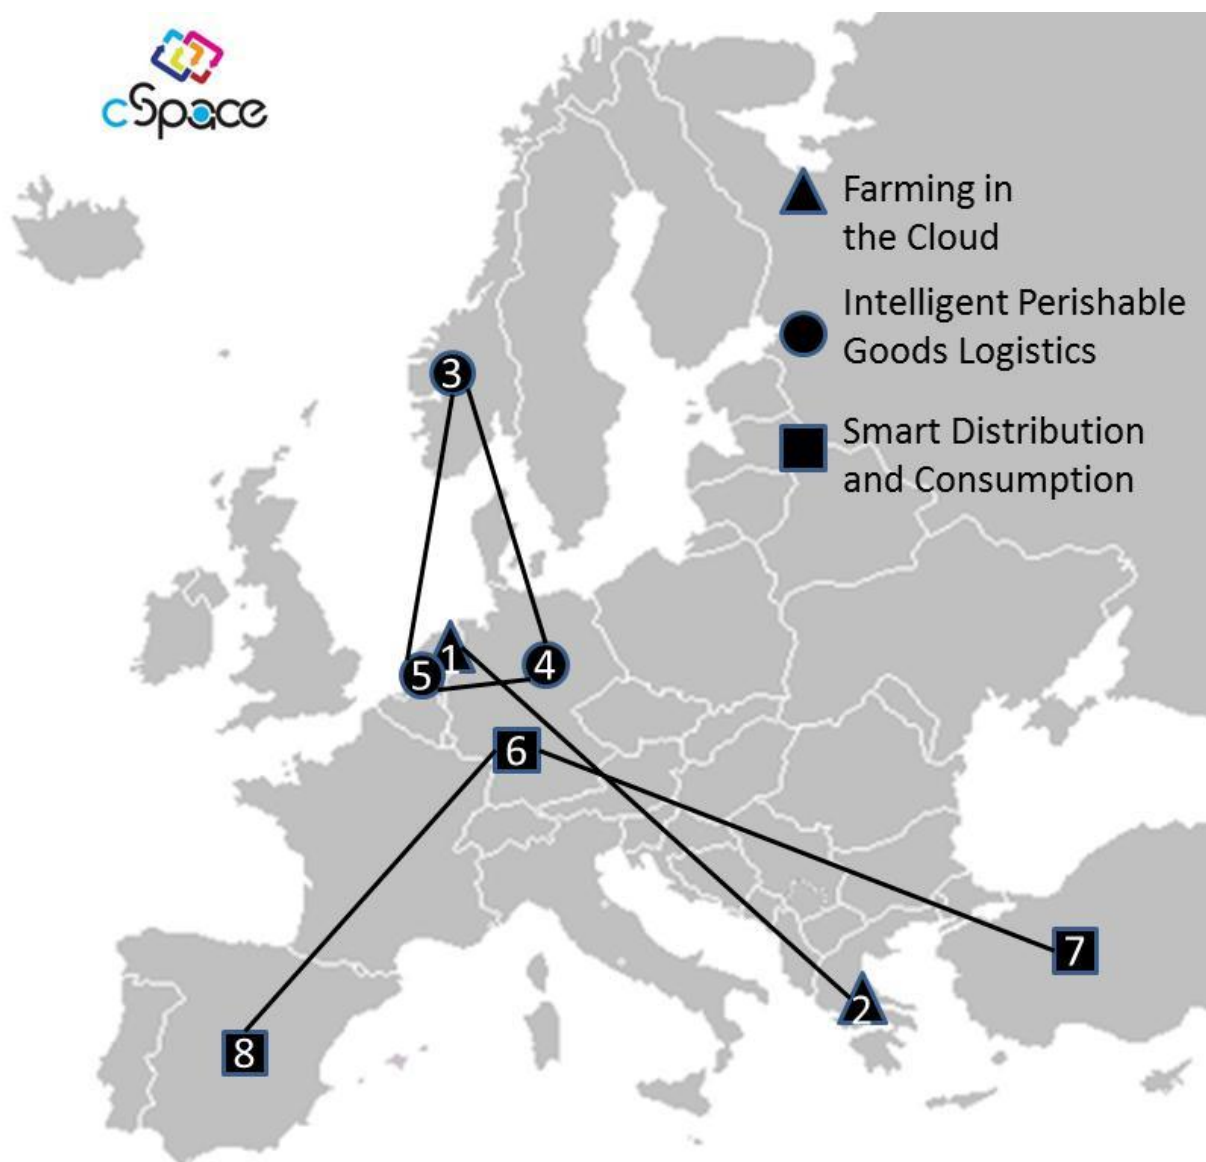 cSpace
Farming in
the Cloud
Intelligent Perishable
Goods Logistics
Smart Distribution
and Consumption
3
1
5
4
6
7
2
8